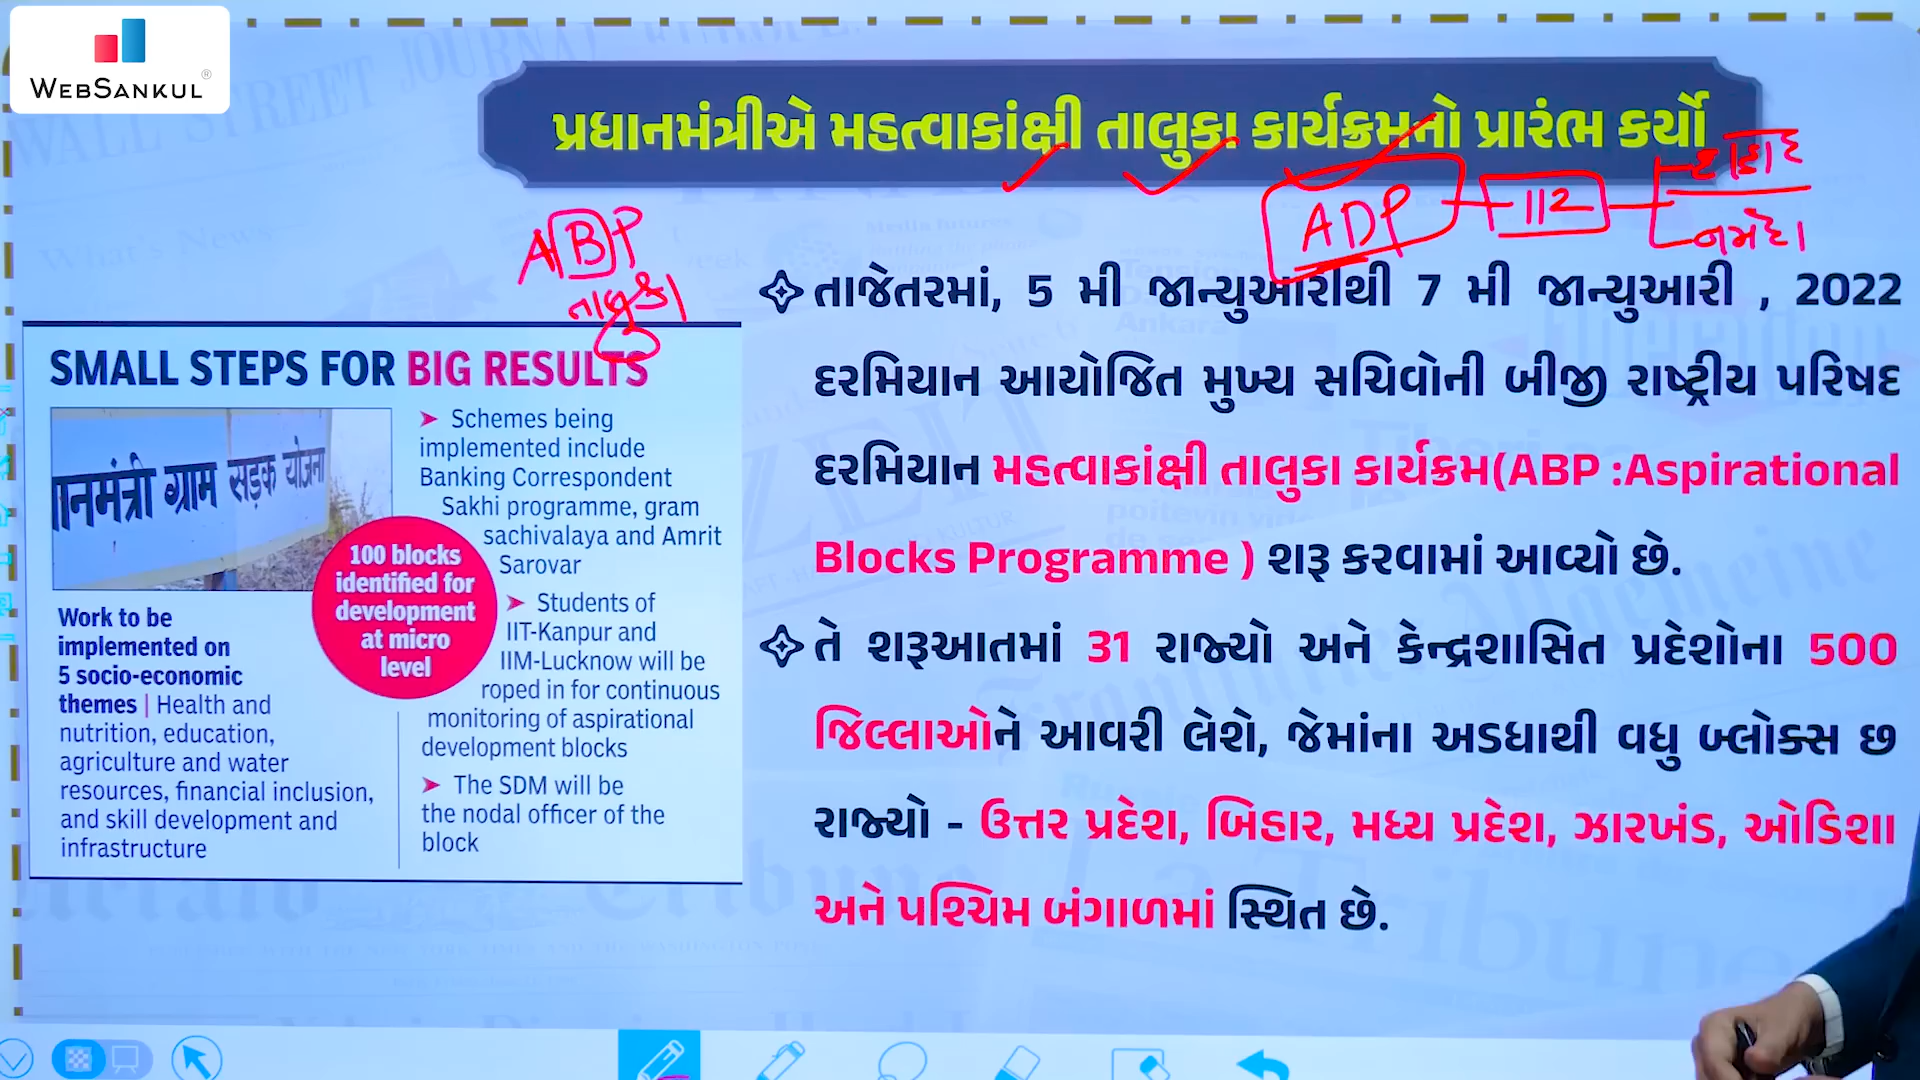 WEBSANKUL®
પ્રધાનમંત્રીએ મહત્વાકાંક્ષી તાલુકા કાર્યક્રમનો પ્રારંભ કર્યો
ADP
112
દાહોદ
નર્મદા
ABP
તાલુકા
તાજેતરમાં, 5 મી જાન્યુઆરીથી 7 મી જાન્યુઆરી , 2022
દરમિયાન આયોજિત મુખ્ય સચિવોની બીજી રાષ્ટ્રીય પરિષદ
દરમિયાન મહત્વાકાંક્ષી તાલુકા કાર્યક્રમ(ABP :Aspirational
Blocks Programme ) શરૂ કરવામાં આવ્યો છે.
તે શરૂઆતમાં 31 રાજ્યો અને કેન્દ્રશાસિત પ્રદેશોના 500
જિલ્લાઓને આવરી લેશે, જેમાંના અડધાથી વધુ બ્લોક્સ છ
રાજ્યો - ઉત્તર પ્રદેશ, બિહાર, મધ્ય પ્રદેશ, ઝારખંડ, ઓડિશા
અને પશ્ચિમ બંગાળમાં સ્થિત છે.
SMALL STEPS FOR BIG RESULTS
ानमंत्री ग्राम सड़क योजना
100 blocks
identified for
development
at micro
level
Work to be
implemented on
5 socio-economic
themes | Health and
nutrition, education,
agriculture and water
resources, financial inclusion,
and skill development and
infrastructure
➤ Schemes being
implemented include
Banking Correspondent
Sakhi programme, gram
sachivalaya and Amrit
Sarovar
➤ Students of
IIT-Kanpur and
IIM-Lucknow will be
roped in for continuous
monitoring of aspirational
development blocks
➤ The SDM will be
the nodal officer of the
block